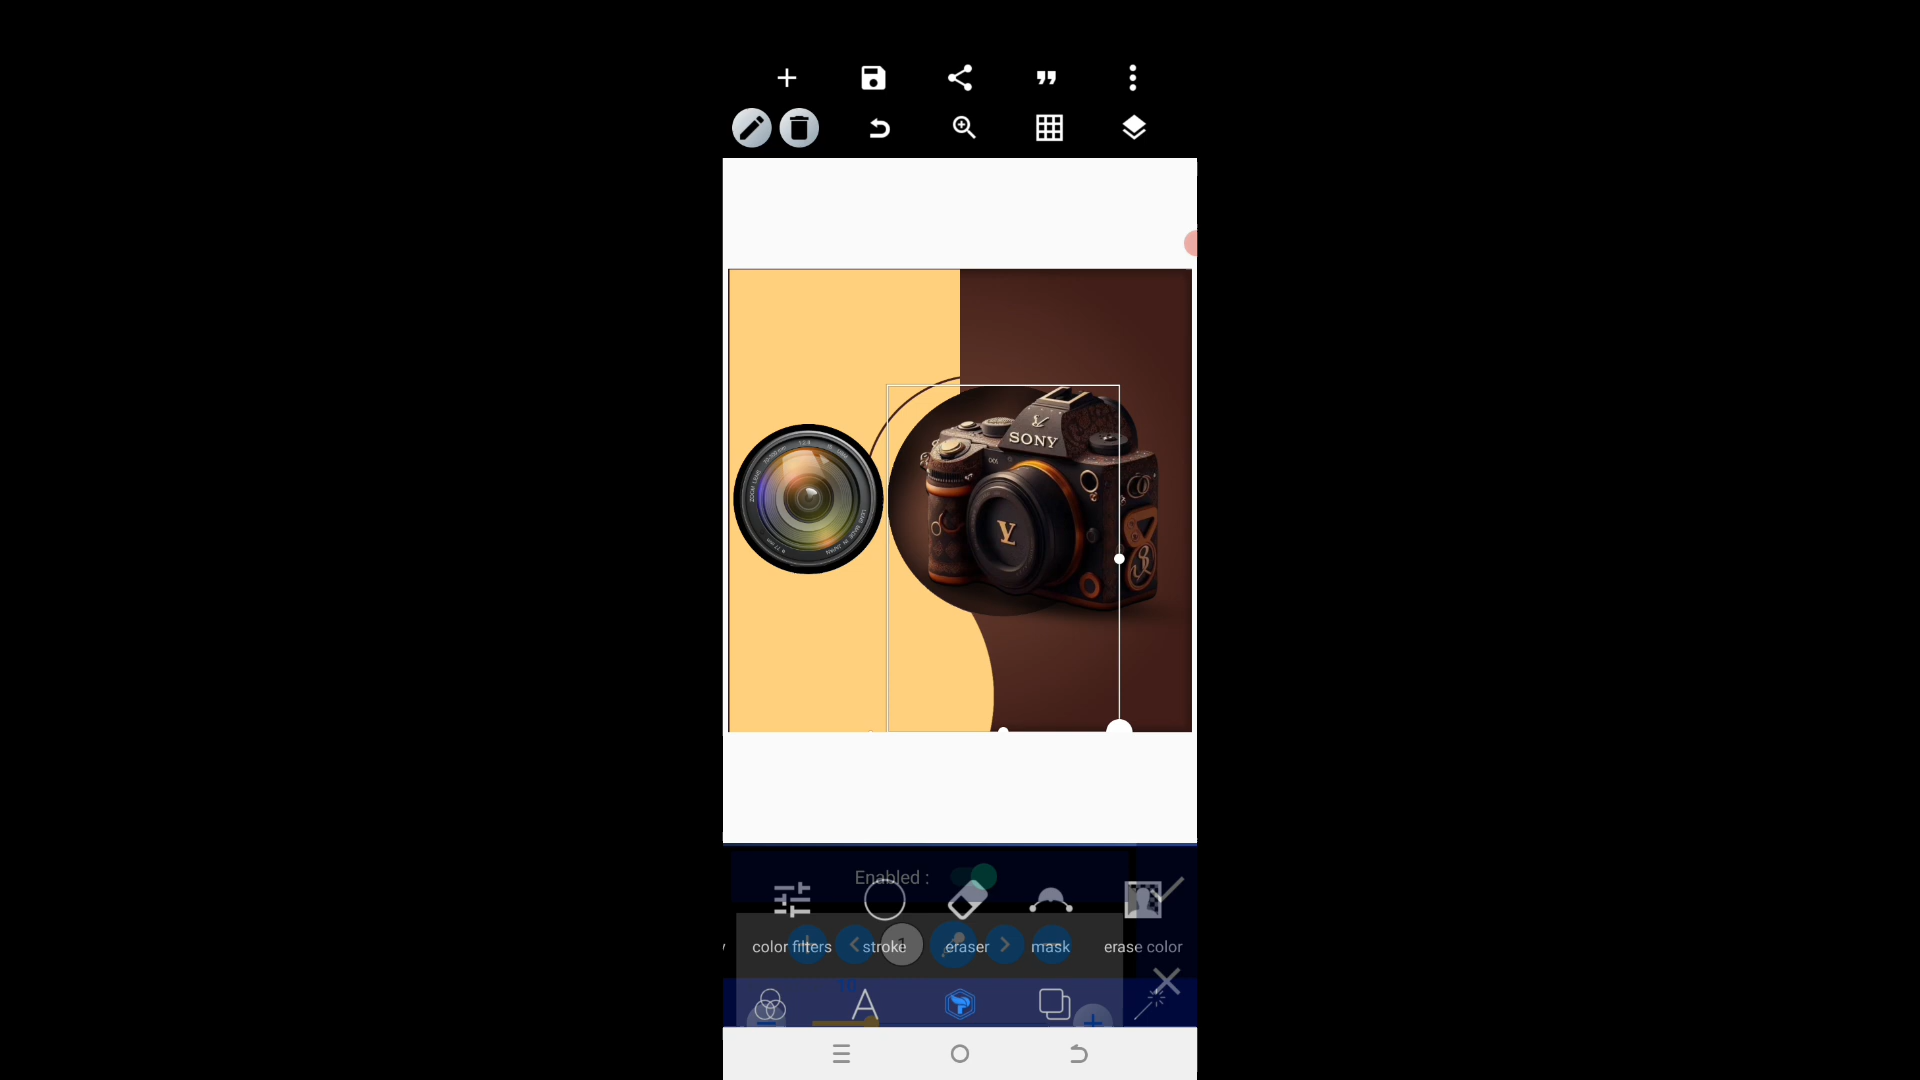 SONY
Enabled :
color filters
stroke
eraser
mask
erase color